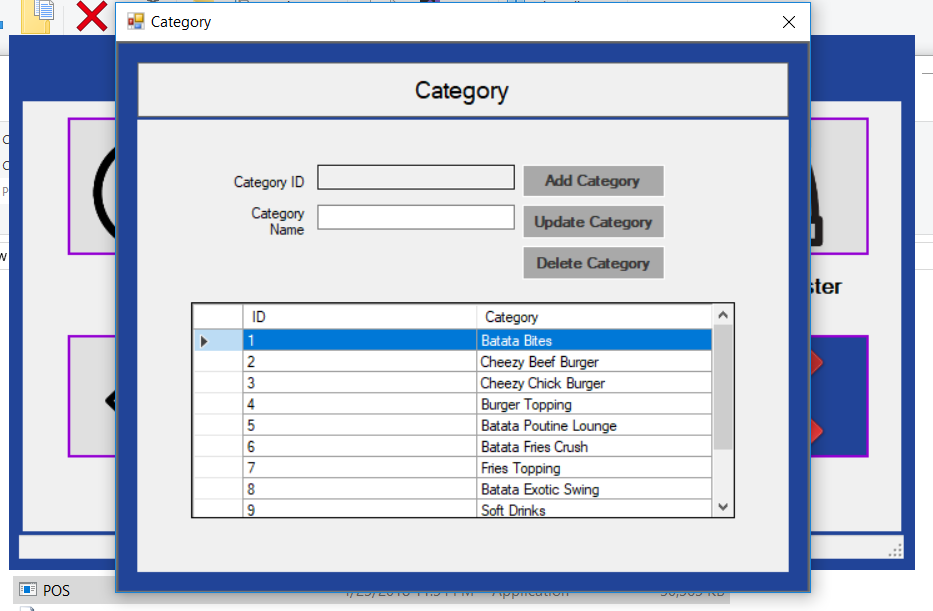 Category
Category
Category ID
Add Category
Category
Name
Update Category
Delete Category
ID Category
1 Batata Bites
2 Cheezy Beef Burger
3 Cheezy Chick Burger
4 Burger Topping
5 Batata Poutine Lounge
6 Batata Fries Crush
7 Fries Topping
8 Batata Exotic Swing
9 Soft Drinks
ster
POS